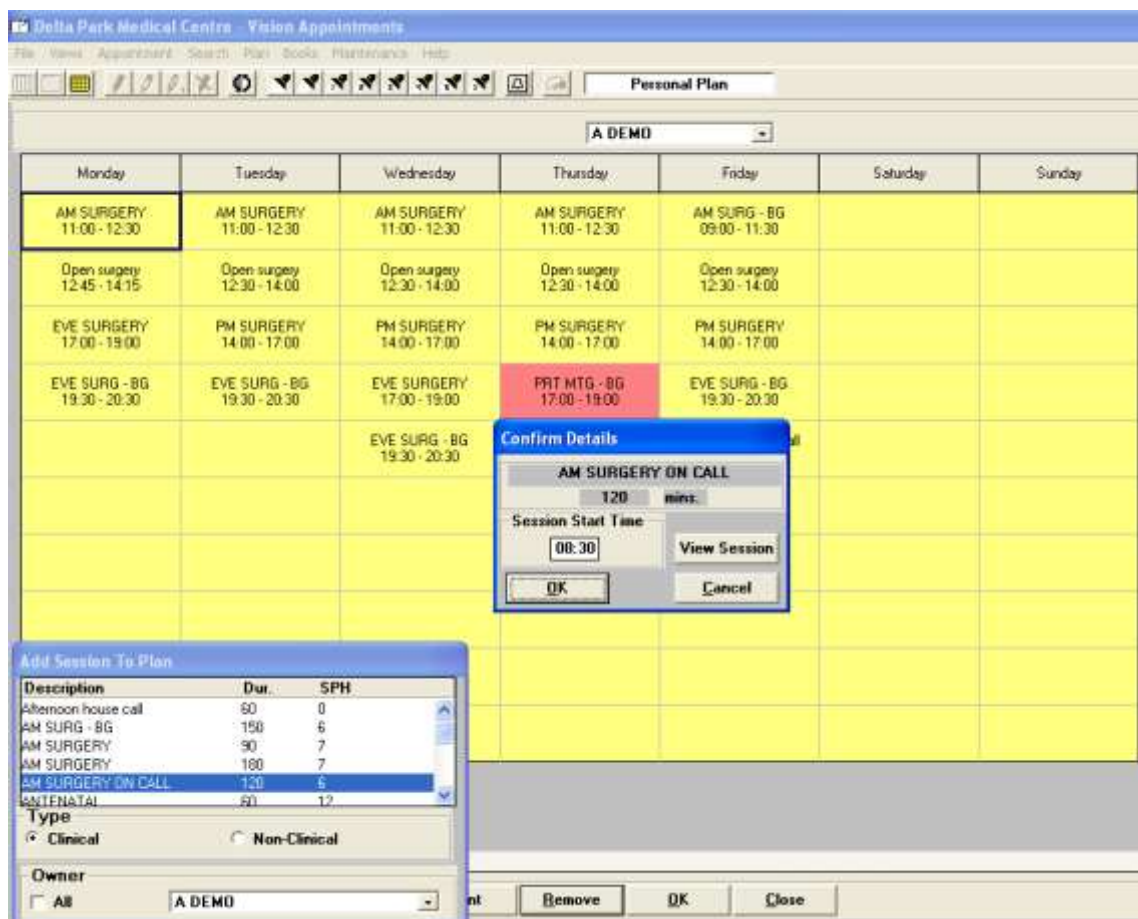 Delta Park Medical Centre - Vision Appointments
File Views Appointment Search Plan Books Maintenance Help
Personal Plan
A DEMO
Monday Tuesday Wednesday Thursday Friday Saturday Sunday
AM SURGERY AM SURGERY AM SURGERY AM SURGERY AM SURG - BG
11:00 - 12:30 11:00 - 12:30 11:00 - 12:30 11:00 - 12:30 09:00 - 11:30
Open surgery Open surgery Open surgery Open surgery Open surgery
12:45 - 14:15 12:30 - 14:00 12:30 - 14:00 12:30 - 14:00 12:30 - 14:00
EVE SURGERY PM SURGERY PM SURGERY PM SURGERY PM SURGERY
17:00 - 19:00 14:00 - 17:00 14:00 - 17:00 14:00 - 17:00 14:00 - 17:00
EVE SURG - BG EVE SURG - BG EVE SURGERY PRT MTG - BG EVE SURG - BG
19:30 - 20:30 19:30 - 20:30 17:00 - 19:00 17:00 - 19:00 19:30 - 20:30
EVE SURG - BG
19:30 - 20:30
Confirm Details
AM SURGERY ON CALL
120 mins.
Session Start Time
08:30 View Session
OK Cancel
Add Session To Plan
Description Dur. SPH
Afternoon house call 60 0
AM SURG - BG 150 6
AM SURGERY 90 7
AM SURGERY 180 7
AM SURGERY ON CALL 120 6
ANTENATAL 60 12
Type
Clinical Non-Clinical
Owner
All A DEMO
Remove OK Close